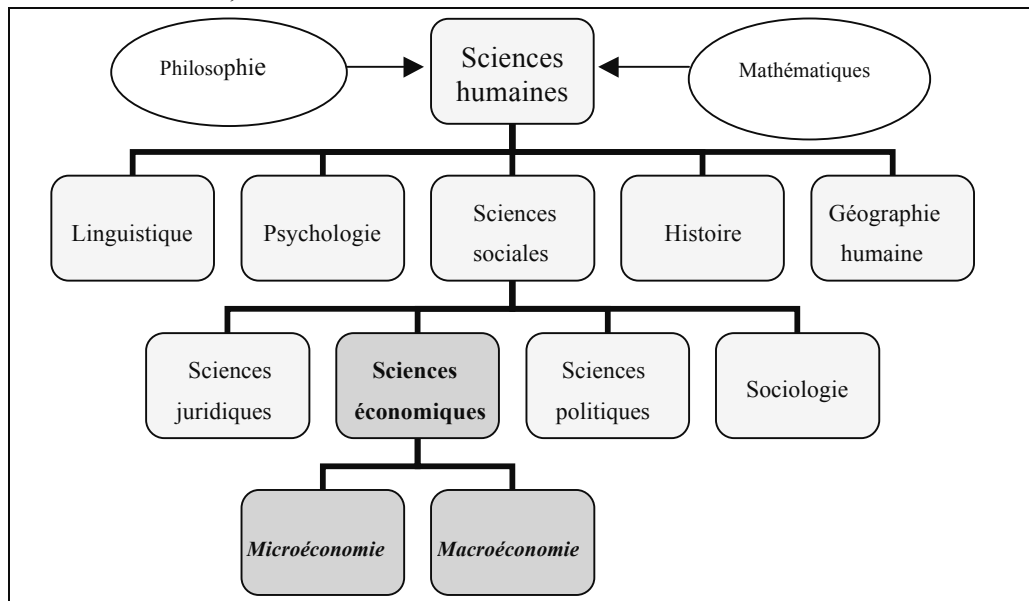 Philosophie
Sciences
humaines
Mathématiques
Linguistique
Psychologie
Sciences
sociales
Histoire
Géographie
humaine
Sciences
juridiques
Sciences
économiques
Sciences
politiques
Sociologie
Microéconomie
Macroéconomie